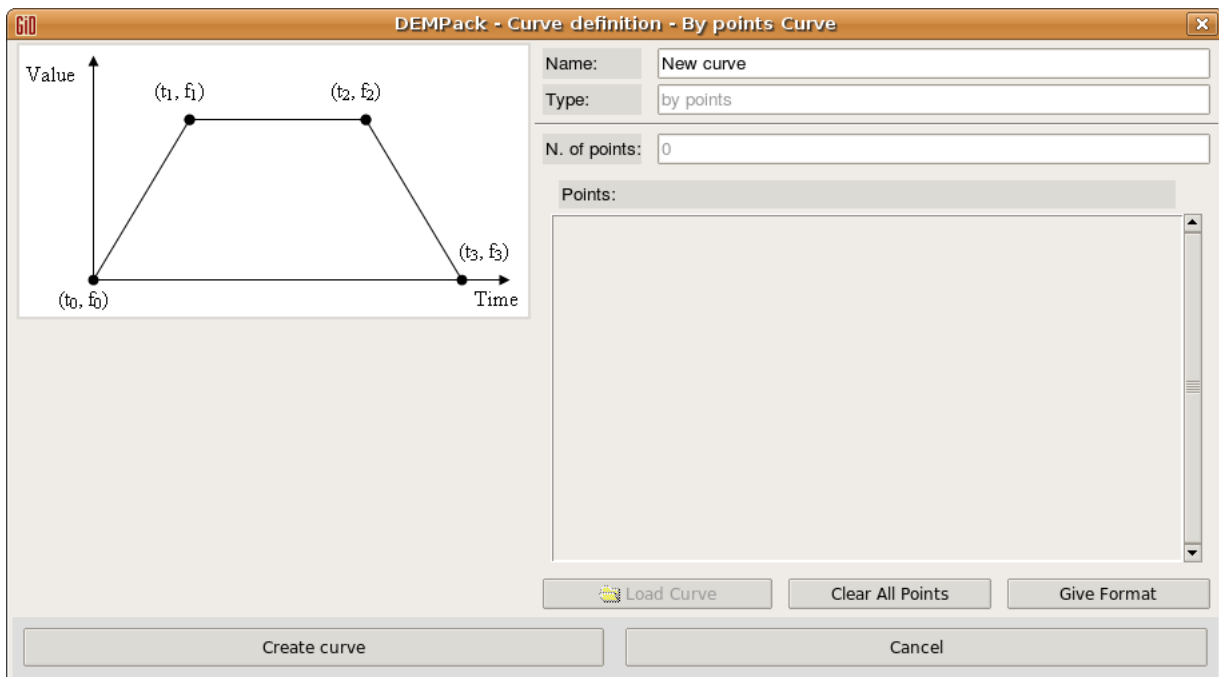 GiD
DEMPack - Curve definition - By points Curve
Value
(t1, f1)
(t2, f2)
(t3, f3)
(t0, f0)
Time
Name:
New curve
Type:
by points
N. of points:
0
Points:
Load Curve
Clear All Points
Give Format
Create curve
Cancel